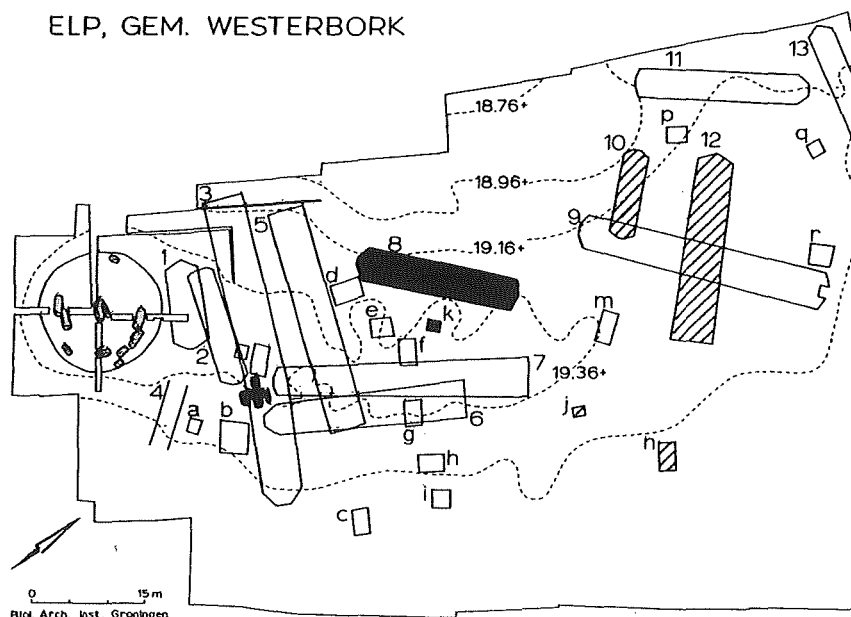 ELP, GEM. WESTERBORK
13
11
18.76+
p
q
10
12
18.96+
3
5
9
19.16+
8
r
1
d
e
k
m
f
2
7
19.36+
4
a
b
g
6
j
h
n
i
c
0 15 m
Biol. Arch. Inst. Groningen